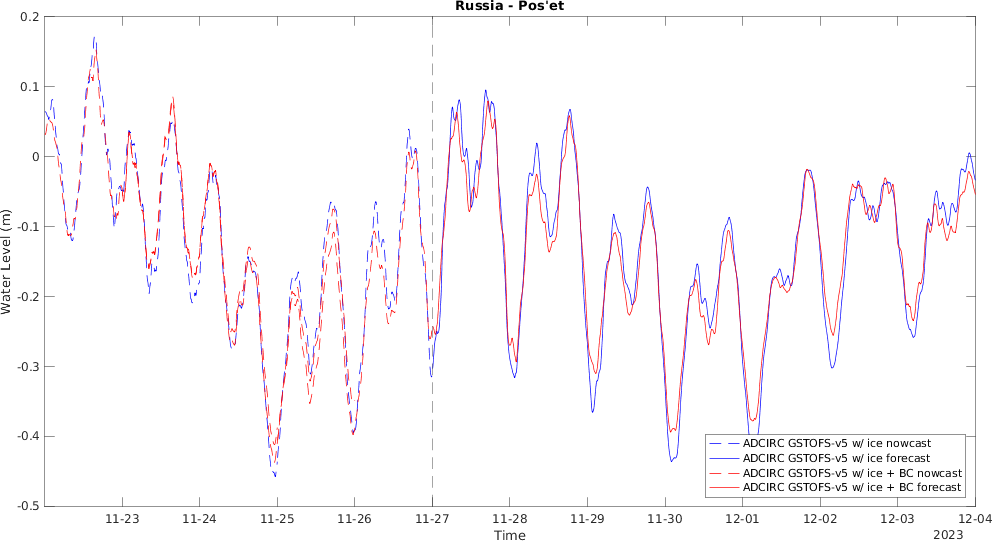 Russia - Pos'et
0.2
0.1
0
-0.1
-0.2
-0.3
-0.4
-0.5
Water Level (m)
ADCIRC GSTOFS-v5 w/ ice nowcast
ADCIRC GSTOFS-v5 w/ ice forecast
ADCIRC GSTOFS-v5 w/ ice + BC nowcast
ADCIRC GSTOFS-v5 w/ ice + BC forecast
11-23 11-24 11-25 11-26 11-27 11-28 11-29 11-30 12-01 12-02 12-03 12-04
Time
2023